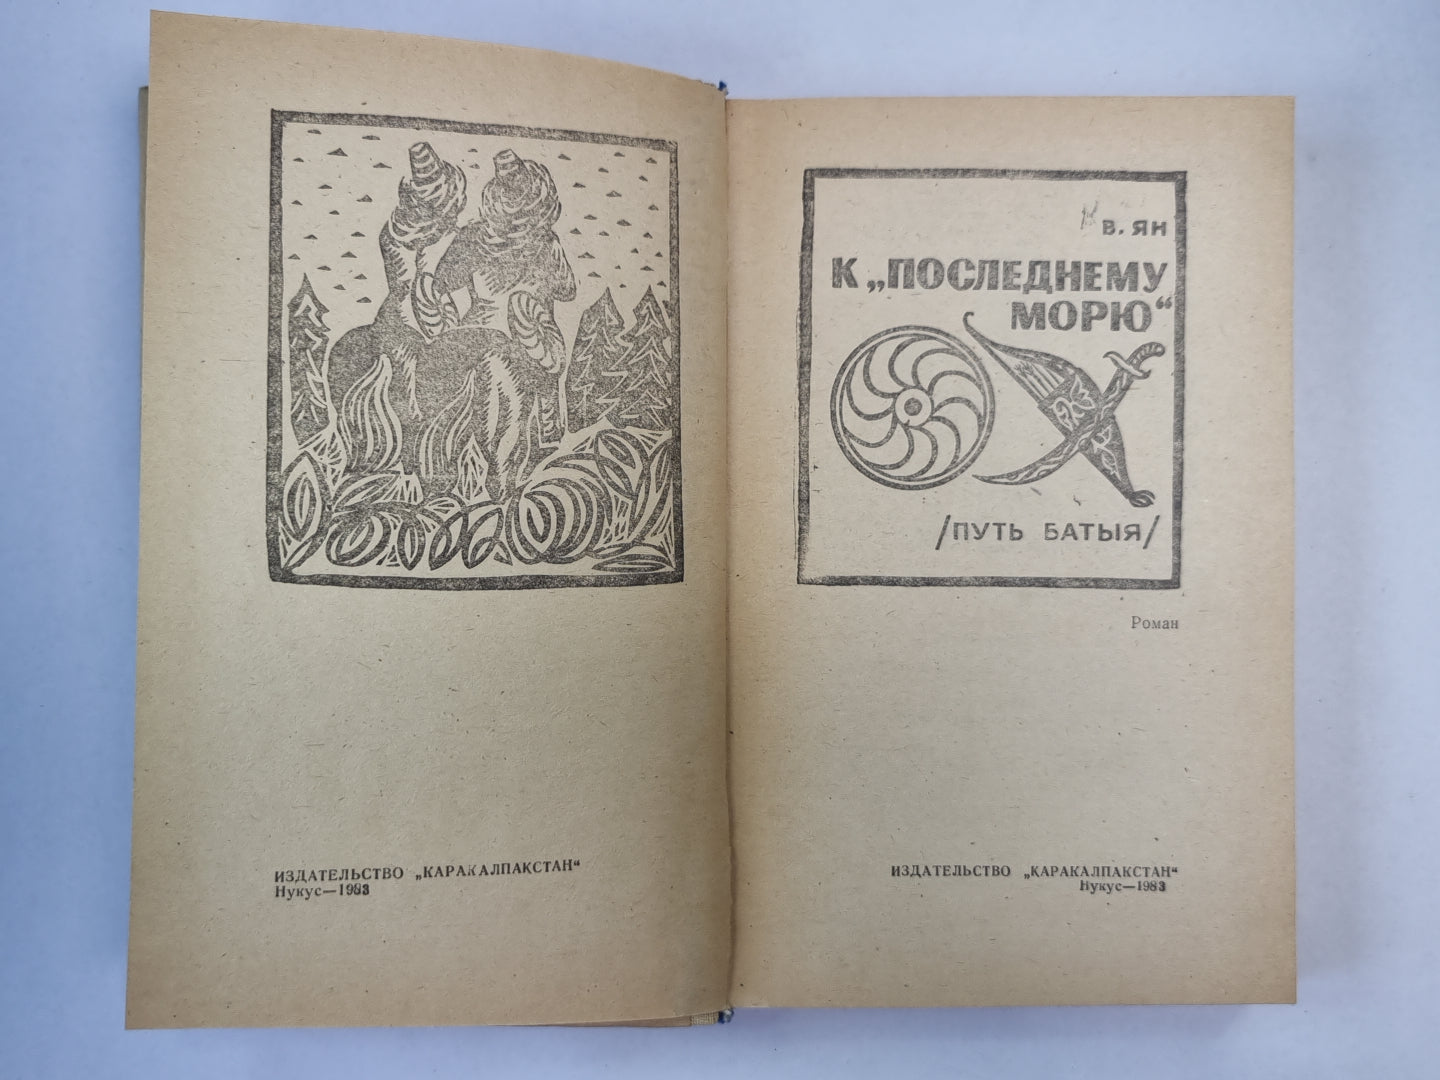 ИЗДАТЕЛЬСТВО „КАРАКАЛПАКСТАН“
Нукус—1983
В. ЯН
К „ПОСЛЕДНЕМУ
МОРЮ“
/ПУТЬ БАТЫЯ/
Роман
ИЗДАТЕЛЬСТВО „КАРАКАЛПАКСТАН“
Нукус—1983